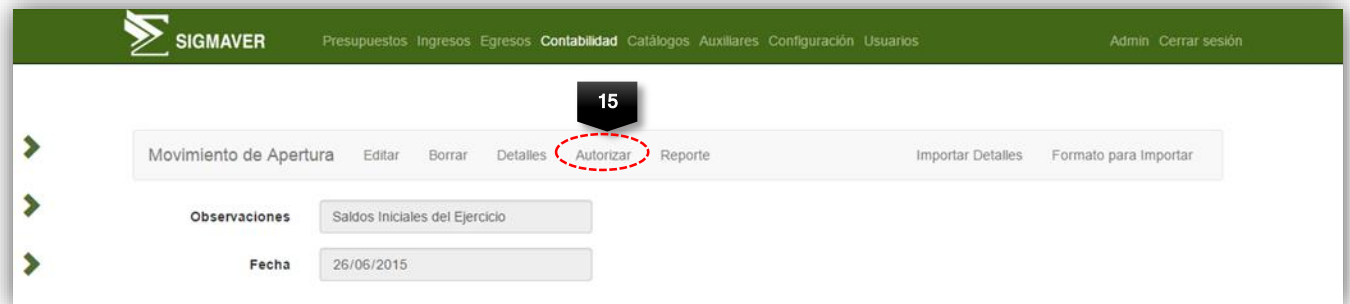 SIGMAVER Presupuestos Ingresos Egresos Contabilidad Catálogos Auxiliares Configuración Usuarios Admin Cerrar sesión
15
Movimiento de Apertura Editar Borrar Detalles Autorizar Reporte Importar Detalles Formato para Importar
Observaciones Saldos Iniciales del Ejercicio
Fecha 26/06/2015